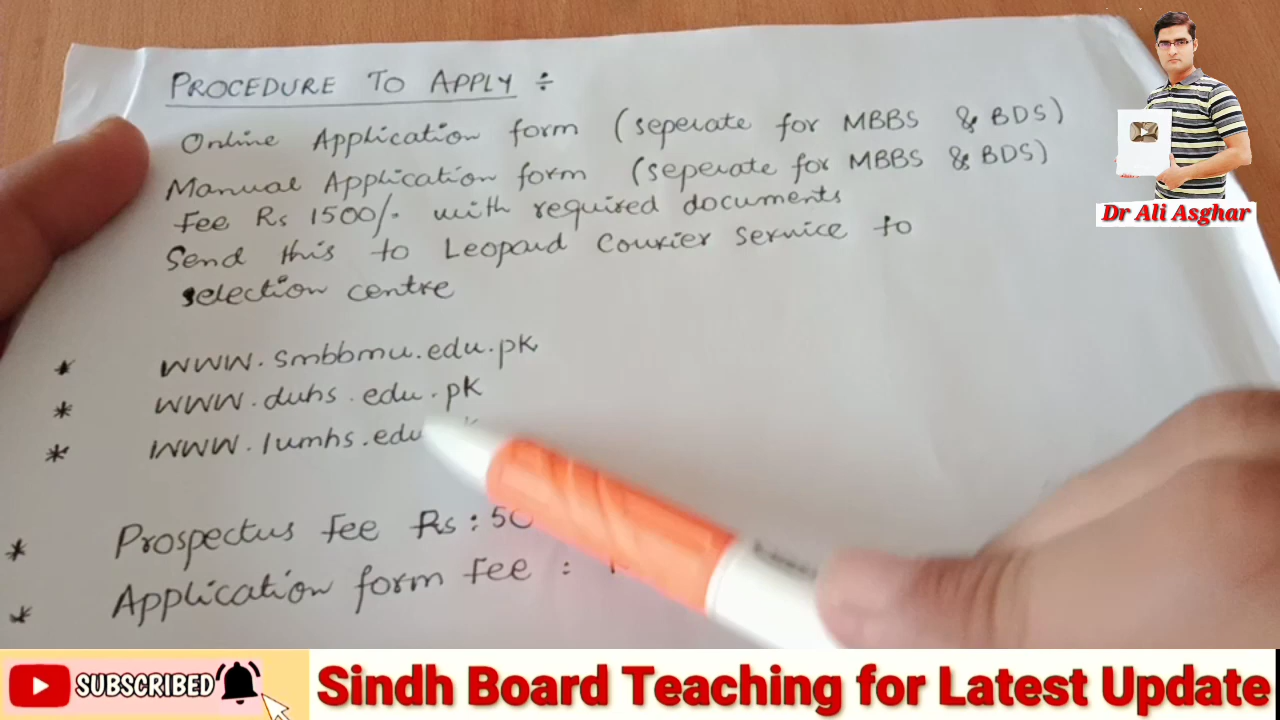 PROCEDURE TO APPLY ÷
Online Application form (seperate for MBBS & BDS)
Manual Application form (seperate for MBBS & BDS)
Fee Rs 1500/- with required documents
Send this to Leopard Courier service to
selection centre
* WWW.smbbmu.edu.pk
* WWW.duhs.edu.pk
* WWW.lumhs.edu
* Prospectus Fee Rs: 50
* Application form Fee :
Dr Ali Asghar
SUBSCRIBED
Sindh Board Teaching for Latest Update